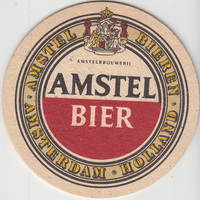 AMSTEL BIEREN
'S AMSTELBROUWERIJ
AMSTEL
BIER
AMSTERDAM · HOLLAND